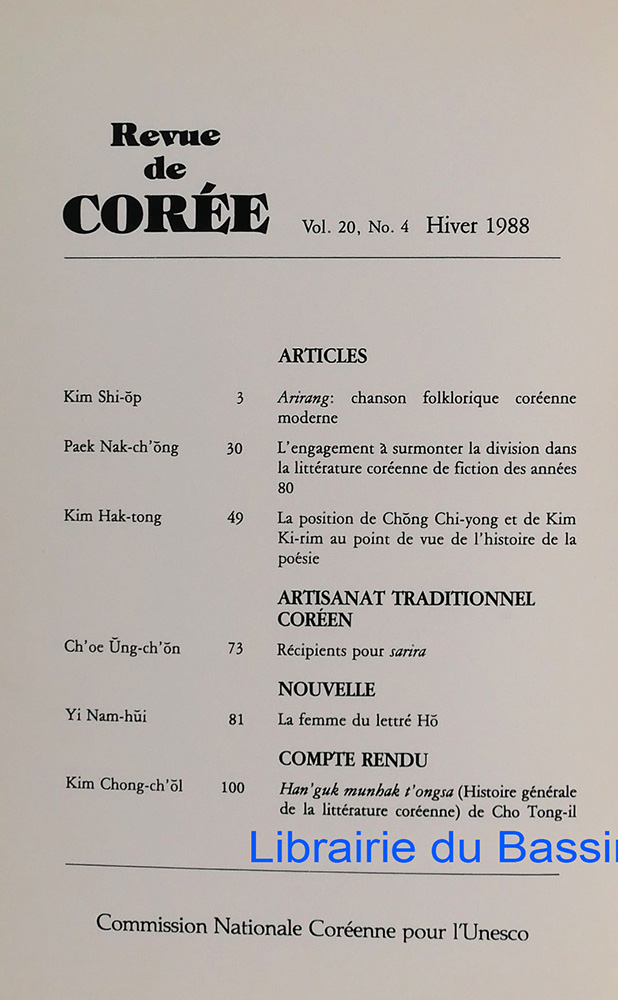 Revue
de
CORÉE Vol. 20, No. 4 Hiver 1988
ARTICLES
Kim Shi-ŏp 3 Arirang: chanson folklorique coréenne
moderne
Paek Nak-ch'ŏng 30 L'engagement à surmonter la division dans
la littérature coréenne de fiction des années
80
Kim Hak-tong 49 La position de Chŏng Chi-yong et de Kim
Ki-rim au point de vue de l'histoire de la
poésie
ARTISANAT TRADITIONNEL
CORÉEN
Ch'oe Ŭng-ch'ŏn 73 Récipients pour sarira
NOUVELLE
Yi Nam-hŭi 81 La femme du lettré Hŏ
COMPTE RENDU
Kim Chong-ch'ŏl 100 Han'guk munhak t'ongsa (Histoire générale
de la littérature coréenne) de Cho Tong-il
Librairie du Bassin
Commission Nationale Coréenne pour l'Unesco